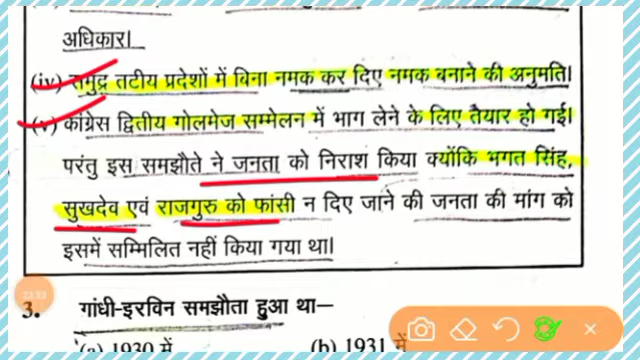 अधिकार।
(iv) समुद्र तटीय प्रदेशों में बिना नमक कर दिए नमक बनाने की अनुमति।
(v) कांग्रेस द्वितीय गोलमेज सम्मेलन में भाग लेने के लिए तैयार हो गई।
परंतु इस समझौते ने जनता को निराश किया क्योंकि भगत सिंह,
सुखदेव एवं राजगुरु को फांसी न दिए जाने की जनता की मांग को
इसमें सम्मिलित नहीं किया गया था।
3. गांधी-इरविन समझौता हुआ था—
(a) 1930 में (b) 1931 में